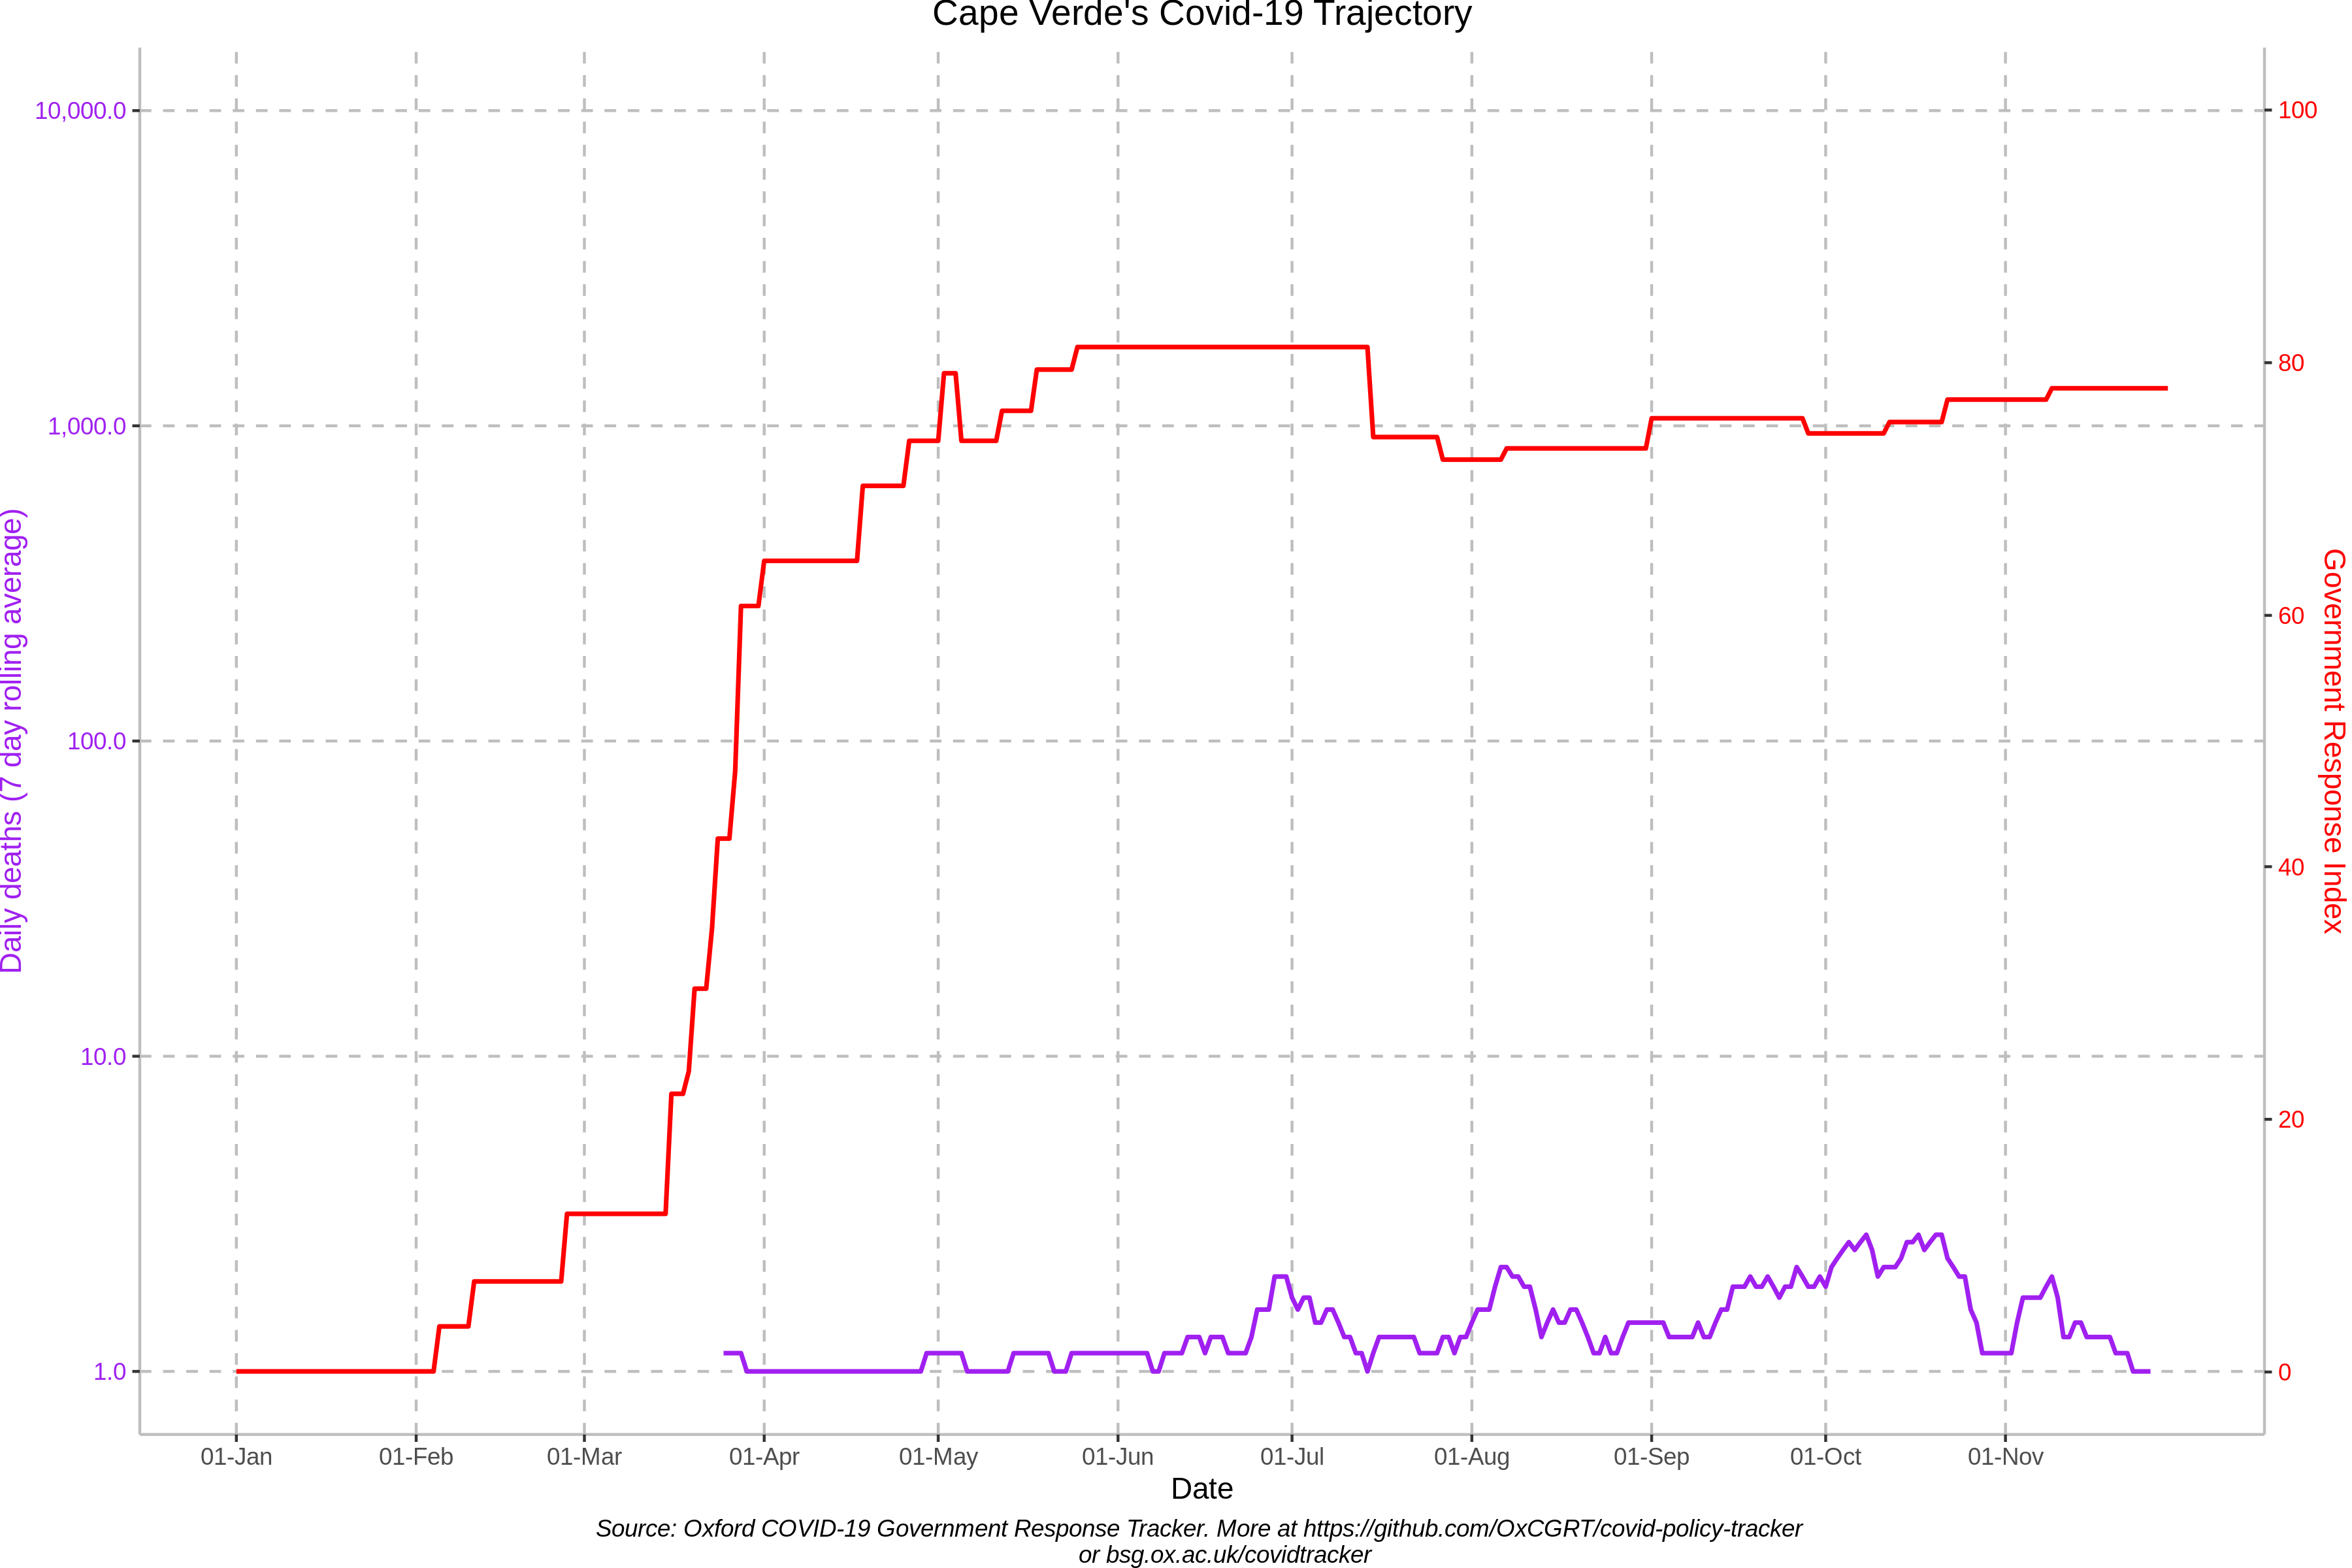 Cape Verde's Covid-19 Trajectory
10,000.0
1,000.0
100.0
10.0
1.0
Daily deaths (7 day rolling average)
100
80
60
40
20
0
Government Response Index
01-Jan
01-Feb
01-Mar
01-Apr
01-May
01-Jun
01-Jul
01-Aug
01-Sep
01-Oct
01-Nov
Date
Source: Oxford COVID-19 Government Response Tracker. More at https://github.com/OxCGRT/covid-policy-tracker
or bsg.ox.ac.uk/covidtracker